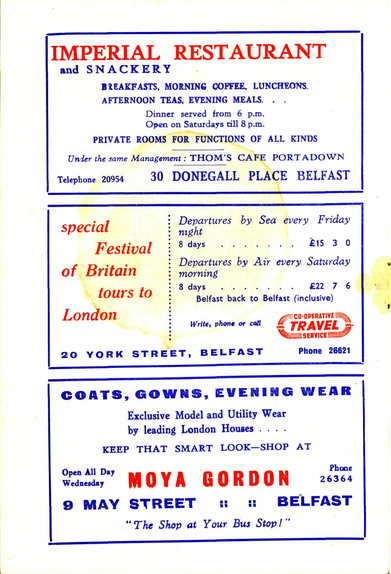 IMPERIAL RESTAURANT
and SNACKERY
BREAKFASTS, MORNING COFFEE, LUNCHEONS.
AFTERNOON TEAS, EVENING MEALS. . .
Dinner served from 6 p.m.
Open on Saturdays till 8 p.m.
PRIVATE ROOMS FOR FUNCTIONS OF ALL KINDS
Under the same Management : THOM'S CAFE PORTADOWN
Telephone 20954 30 DONEGALL PLACE BELFAST
special
Festival
of Britain
tours to
London
Departures by Sea every Friday
night
8 days . . . . . . . £15 3 0
Departures by Air every Saturday
morning
8 days . . . . . . . £22 7 6
Belfast back to Belfast (inclusive)
Write, phone or call
CO-OPERATIVE
TRAVEL
SERVICE
20 YORK STREET, BELFAST Phone 26621
COATS, GOWNS, EVENING WEAR
Exclusive Model and Utility Wear
by leading London Houses . . . .
KEEP THAT SMART LOOK—SHOP AT
Open All Day
Wednesday
MOYA GORDON
Phone
26364
9 MAY STREET :: :: BELFAST
"The Shop at Your Bus Stop!"